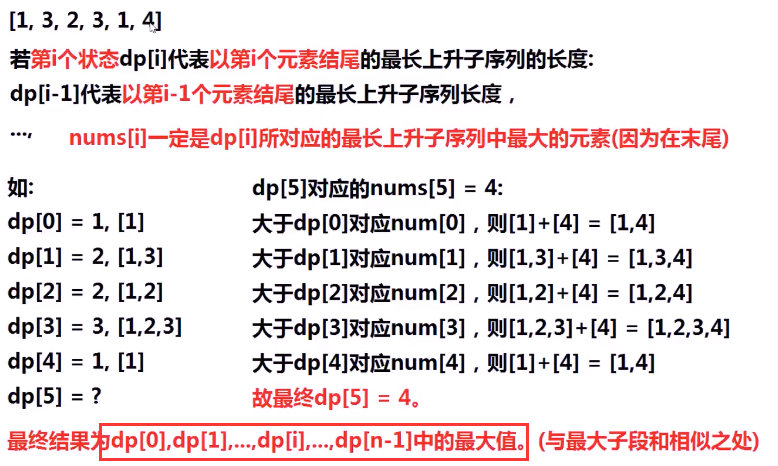 [1, 3, 2, 3, 1, 4]
若第i个状态dp[i]代表以第i个元素结尾的最长上升子序列的长度:
dp[i-1]代表以第i-1个元素结尾的最长上升子序列长度，
...,
nums[i]一定是dp[i]所对应的最长上升子序列中最大的元素(因为在末尾)
如:
dp[0] = 1, [1]
dp[1] = 2, [1,3]
dp[2] = 2, [1,2]
dp[3] = 3, [1,2,3]
dp[4] = 1, [1]
dp[5] = ?
dp[5]对应的nums[5] = 4:
大于dp[0]对应num[0]，则[1]+[4] = [1,4]
大于dp[1]对应num[1]，则[1,3]+[4] = [1,3,4]
大于dp[2]对应num[2]，则[1,2]+[4] = [1,2,4]
大于dp[3]对应num[3]，则[1,2,3]+[4] = [1,2,3,4]
大于dp[4]对应num[4]，则[1]+[4] = [1,4]
故最终dp[5] = 4。
最终结果为dp[0],dp[1],...,dp[i],...,dp[n-1]中的最大值。(与最大子段和相似之处)